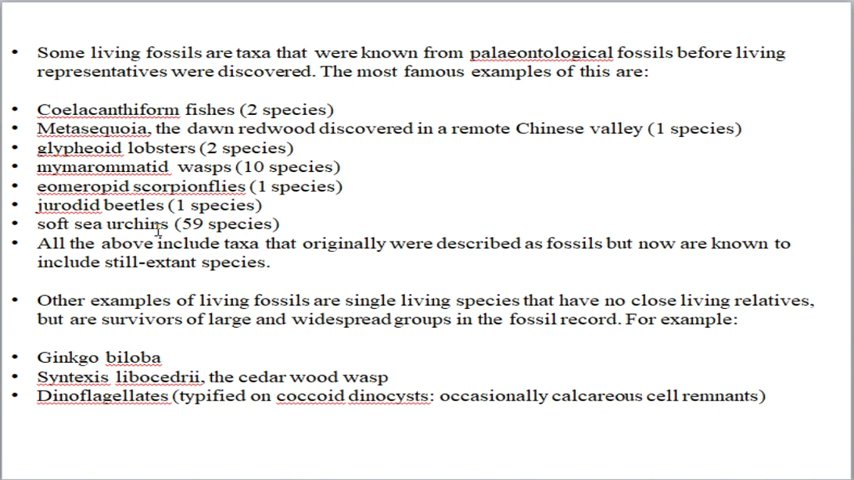 • Some living fossils are taxa that were known from palaeontological fossils before living
representatives were discovered. The most famous examples of this are:
• Coelacanthiform fishes (2 species)
• Metasequoia, the dawn redwood discovered in a remote Chinese valley (1 species)
• glypheoid lobsters (2 species)
• mymarommatid wasps (10 species)
• eomeropid scorpionflies (1 species)
• jurodid beetles (1 species)
• soft sea urchins (59 species)
• All the above include taxa that originally were described as fossils but now are known to
include still-extant species.
• Other examples of living fossils are single living species that have no close living relatives,
but are survivors of large and widespread groups in the fossil record. For example:
• Ginkgo biloba
• Syntexis libocedrii, the cedar wood wasp
• Dinoflagellates (typified on coccoid dinocysts: occasionally calcareous cell remnants)